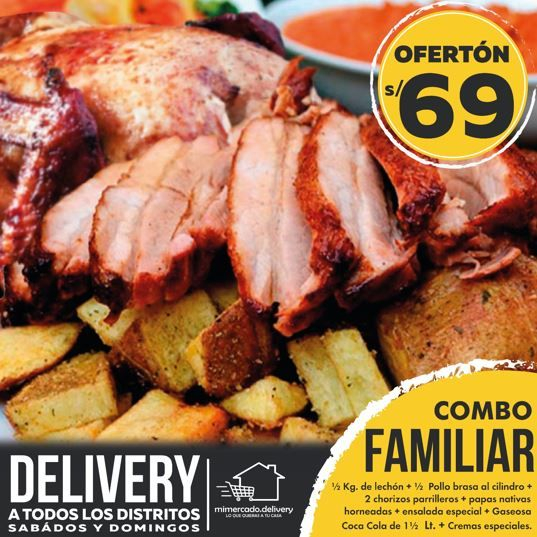 OFERTÓN
s/69
COMBO
FAMILIAR
½ Kg. de lechón + ½ Pollo brasa al cilindro +
2 chorizos parrilleros + papas nativas
horneadas + ensalada especial + Gaseosa
Coca Cola de 1½ Lt. + Cremas especiales.
DELIVERY
A TODOS LOS DISTRITOS
SABÁDOS Y DOMINGOS
mimercado.delivery
LO QUE QUIERAS A TU CASA